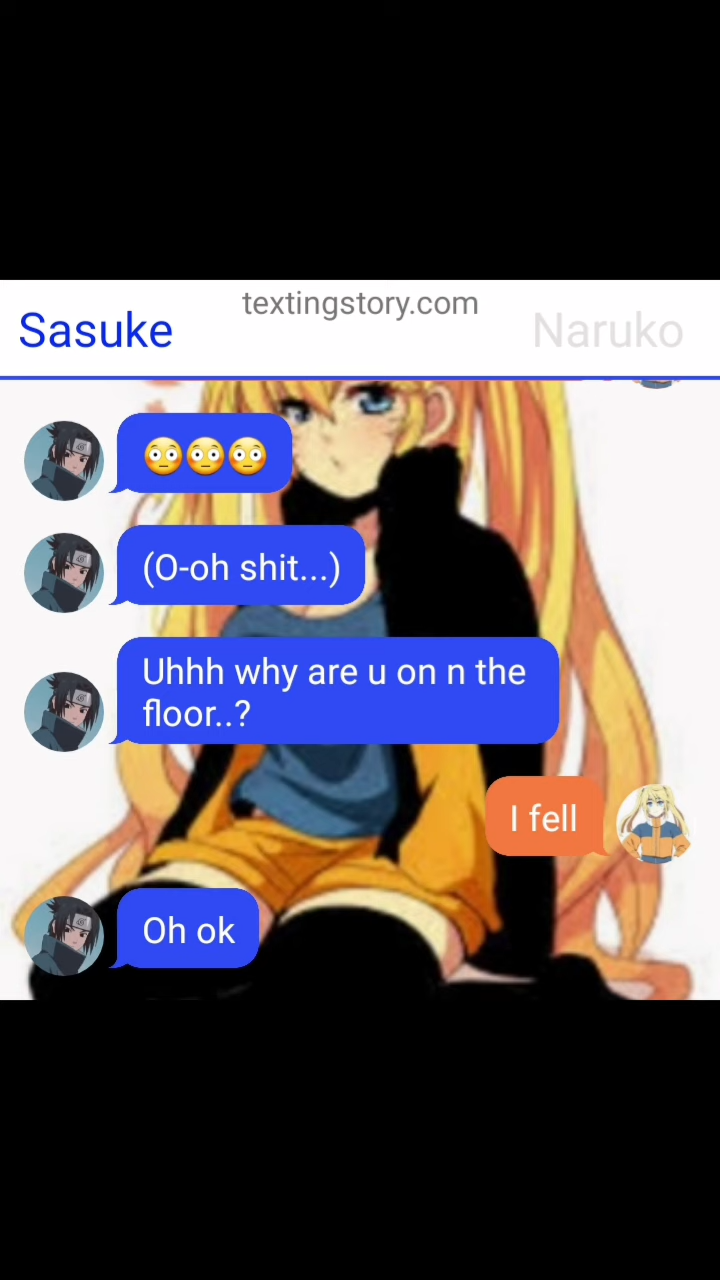 textingstory.com
Sasuke
Naruko
😳😳😳
(O-oh shit...)
Uhhh why are u on n the
floor..?
I fell
Oh ok